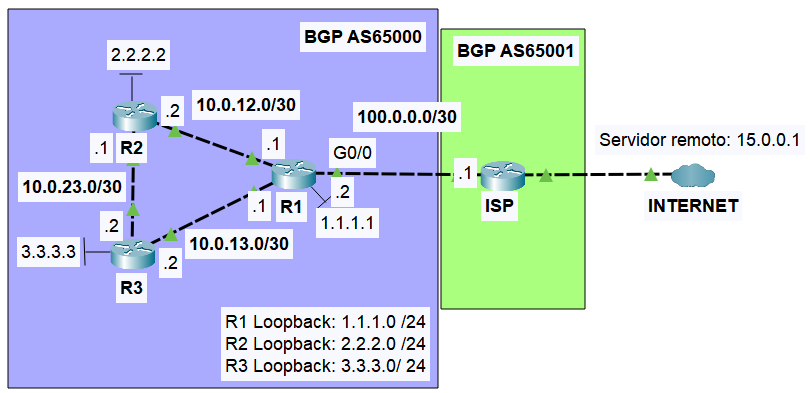 BGP AS65000
BGP AS65001
2.2.2.2
.2
10.0.12.0/30
100.0.0.0/30
Servidor remoto: 15.0.0.1
.1
R2
.1
G0/0
10.0.23.0/30
.1
R1
.2
.1
ISP
INTERNET
1.1.1.1
.2
10.0.13.0/30
3.3.3.3
.2
R3
R1 Loopback: 1.1.1.0 /24
R2 Loopback: 2.2.2.0 /24
R3 Loopback: 3.3.3.0/ 24